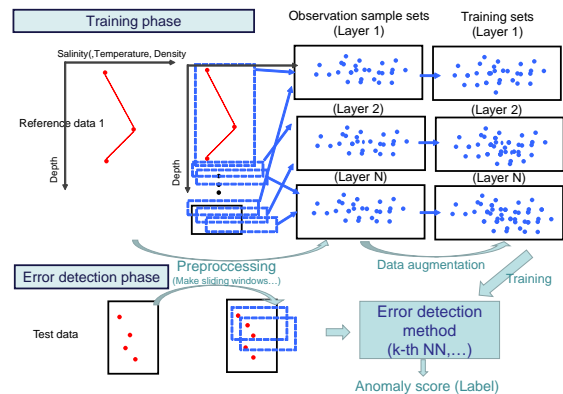 Training phase
Observation sample sets
(Layer 1)
Training sets
(Layer 1)
Salinity(,Temperature, Density
Reference data 1
Depth
Depth
(Layer 2)
(Layer 2)
(Layer N)
(Layer N)
Preproccessing
(Make sliding windows…)
Data augmentation
Training
Error detection phase
Test data
Error detection
method
(k-th NN,…)
Anomaly score (Label)